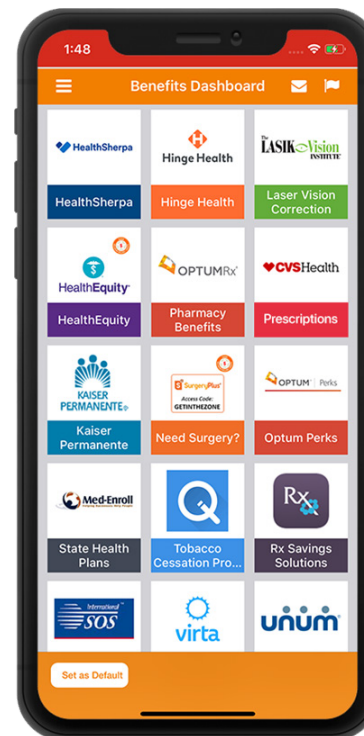 1:48
Benefits Dashboard
HealthSherpa
HealthSherpa
Hinge Health
Hinge Health
The
LASIK Vision
INSTITUTE
Laser Vision
Correction
HealthEquity
HealthEquity
OPTUMRx
Pharmacy
Benefits
CVSHealth
Prescriptions
KAISER
PERMANENTE
Kaiser
Permanente
SurgeryPlus
Access Code:
GETINTHEZONE
Need Surgery?
OPTUM Perks
Optum Perks
Med-Enroll
State Health
Plans
Q
Tobacco
Cessation Pro...
Rx
Rx Savings
Solutions
International
SOS
virta
unum
Set as Default